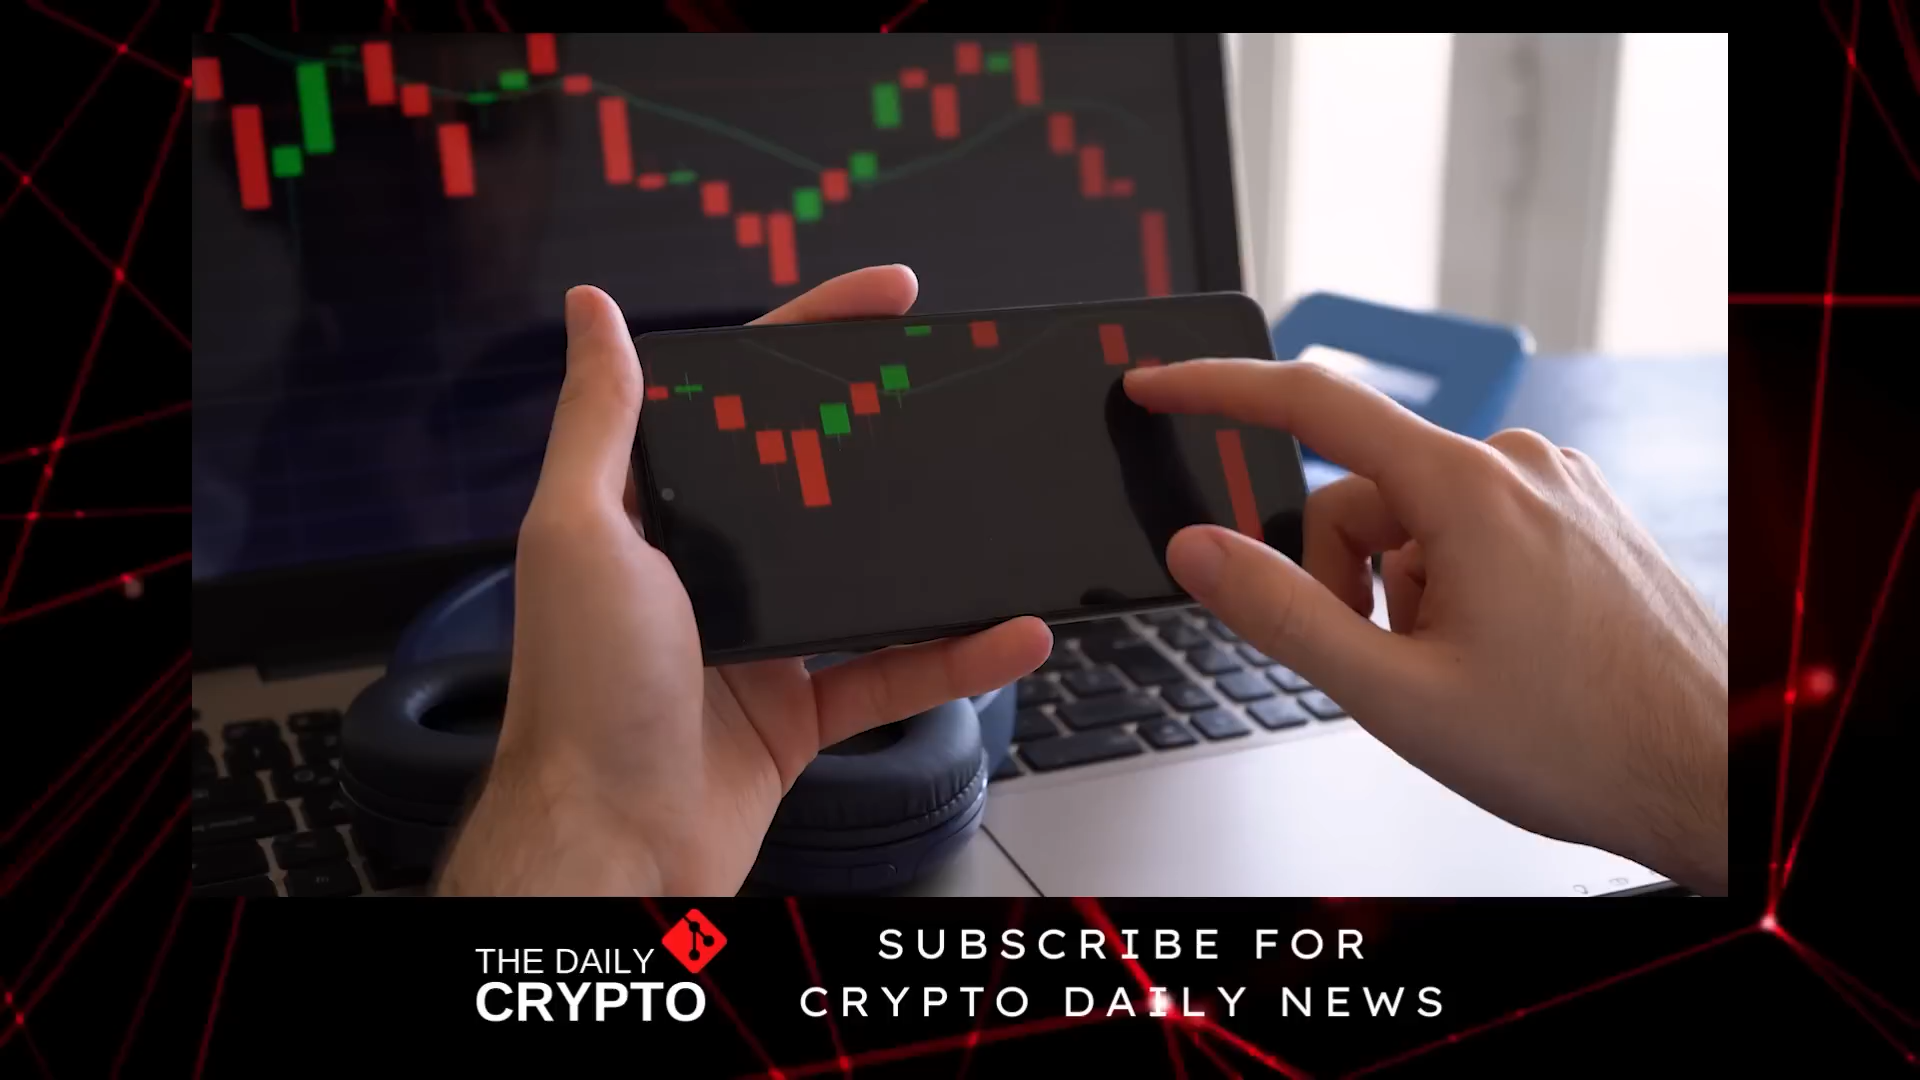 THE DAILY
CRYPTO
SUBSCRIBE FOR
CRYPTO DAILY NEWS